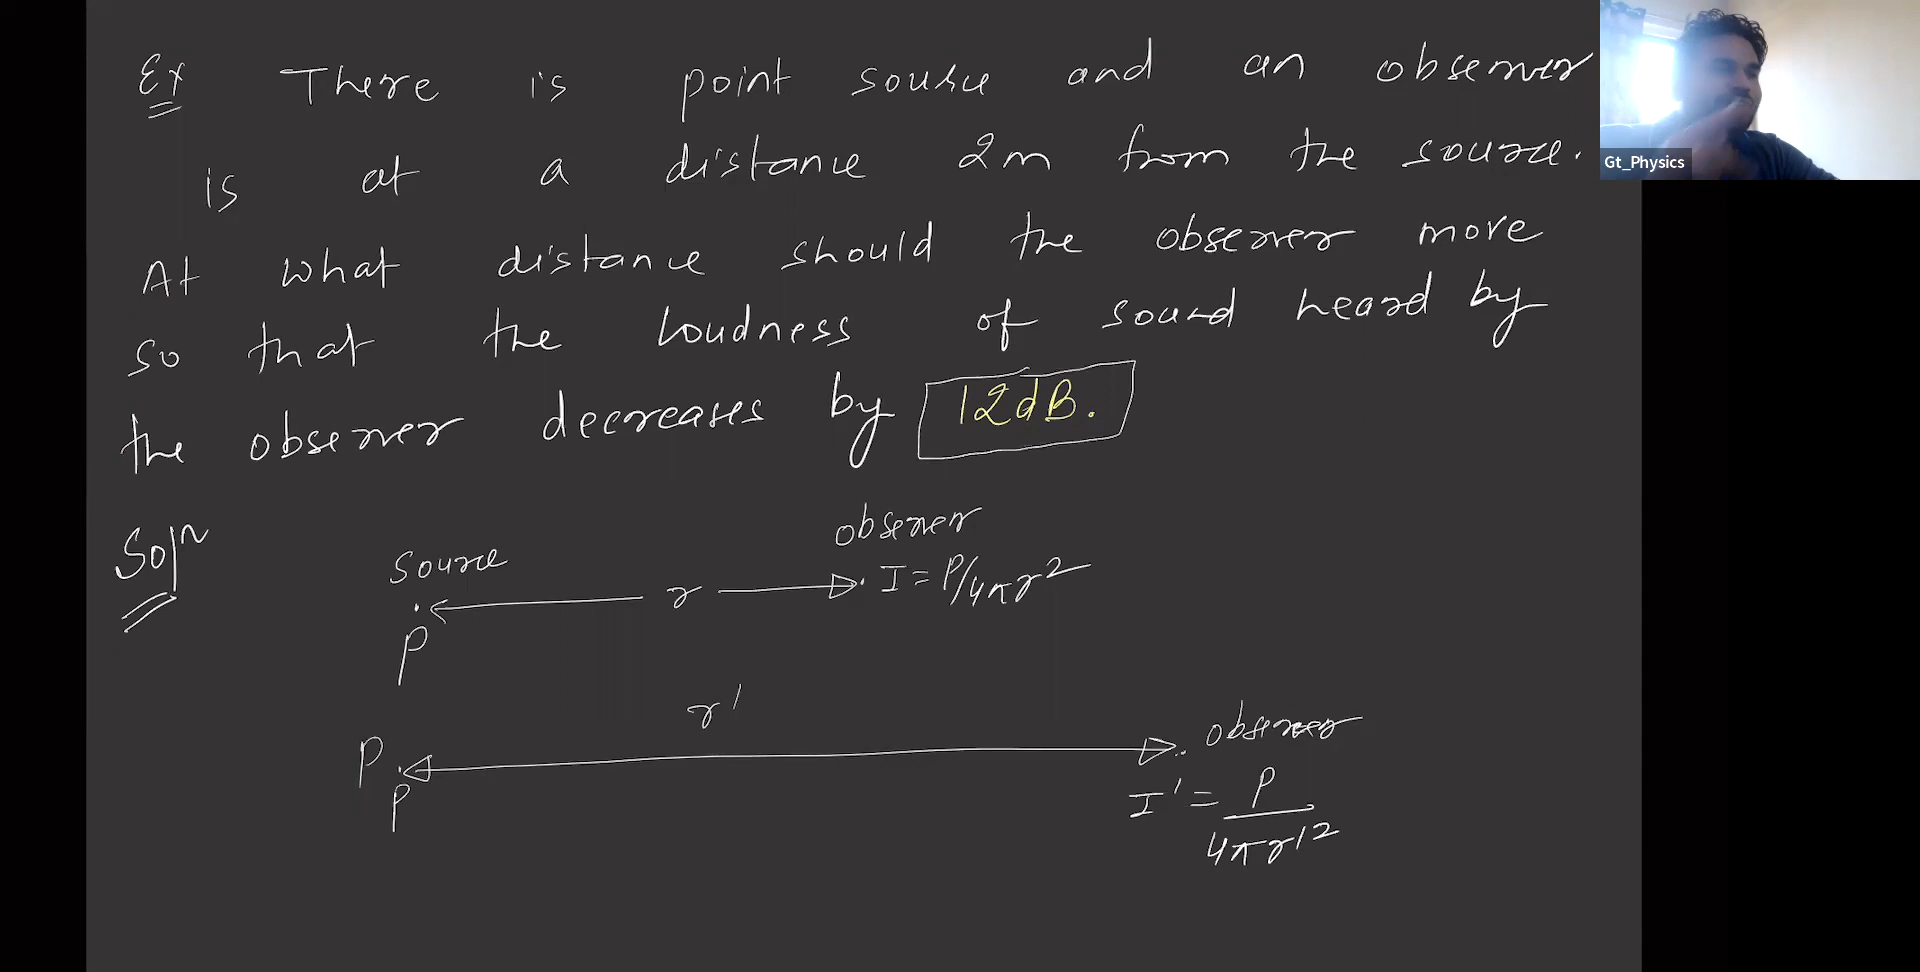 Ex There is point source and an observer
is at a distance 2m from the source.
At what distance should the observer move
so that the loudness of sound heard by
the observer decreases by 12dB.
Soln
Source
P
r
observer
I = P/4πr2
P
P
r'
observer
I' = P
4πr'2
Gt_Physics